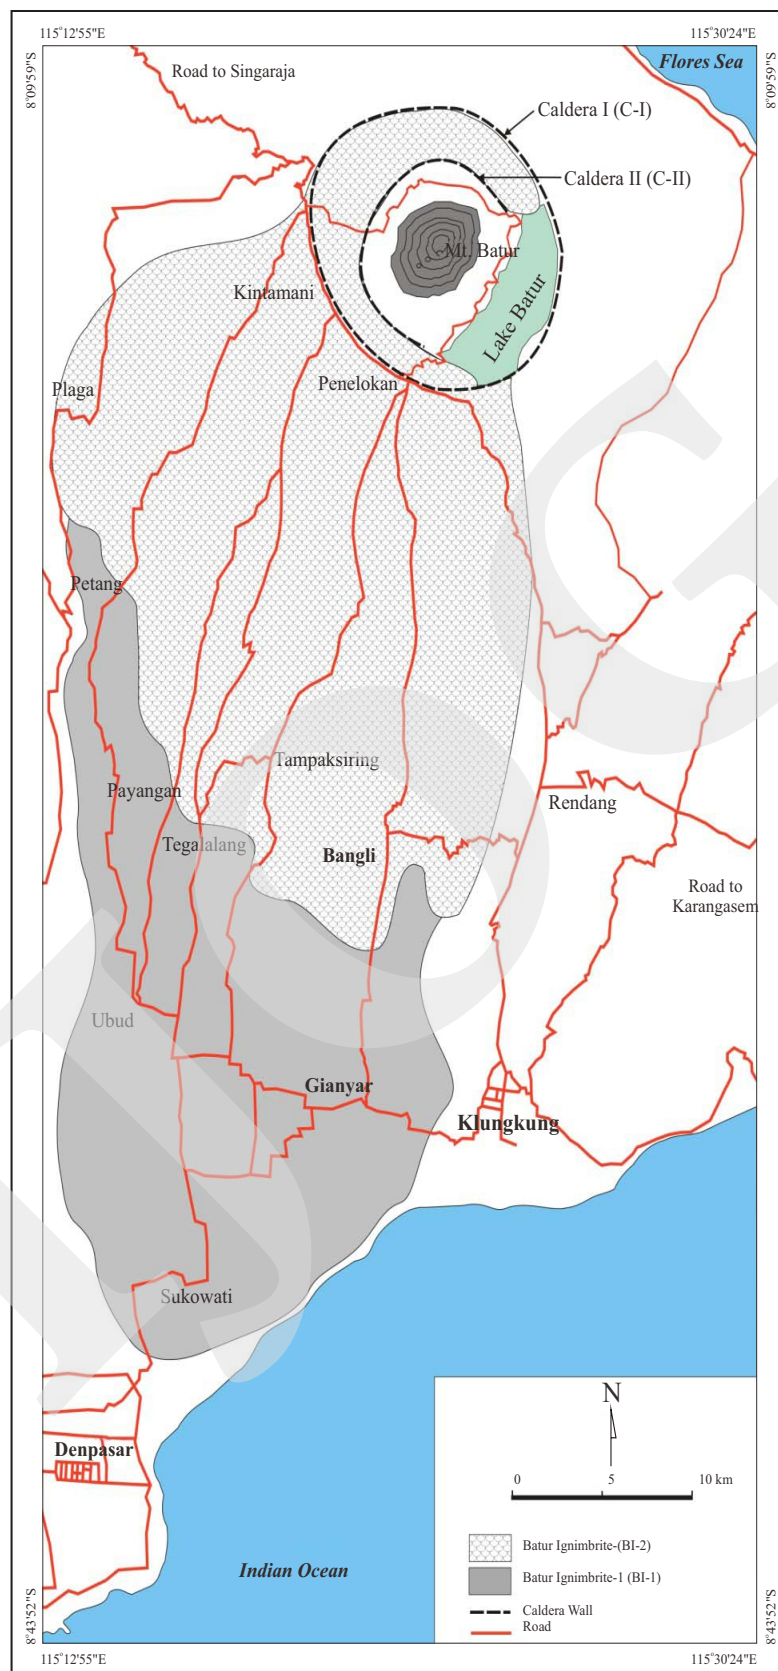 115°12'55"E
115°30'24"E
8°09'59"S
8°09'59"S
Flores Sea
Road to Singaraja
Caldera I (C-I)
Caldera II (C-II)
Mt. Batur
Kintamani
Lake Batur
Plaga
Penelokan
Petang
Tampaksiring
Payangan
Rendang
Tegalalang
Bangli
Road to
Karangasem
Ubud
Gianyar
Klungkung
Sukowati
N
Denpasar
0 5 10 km
Batur Ignimbrite-(BI-2)
Indian Ocean
Batur Ignimbrite-1 (BI-1)
Caldera Wall
Road
8°43'52"S
8°43'52"S
115°12'55"E
115°30'24"E
IJOG